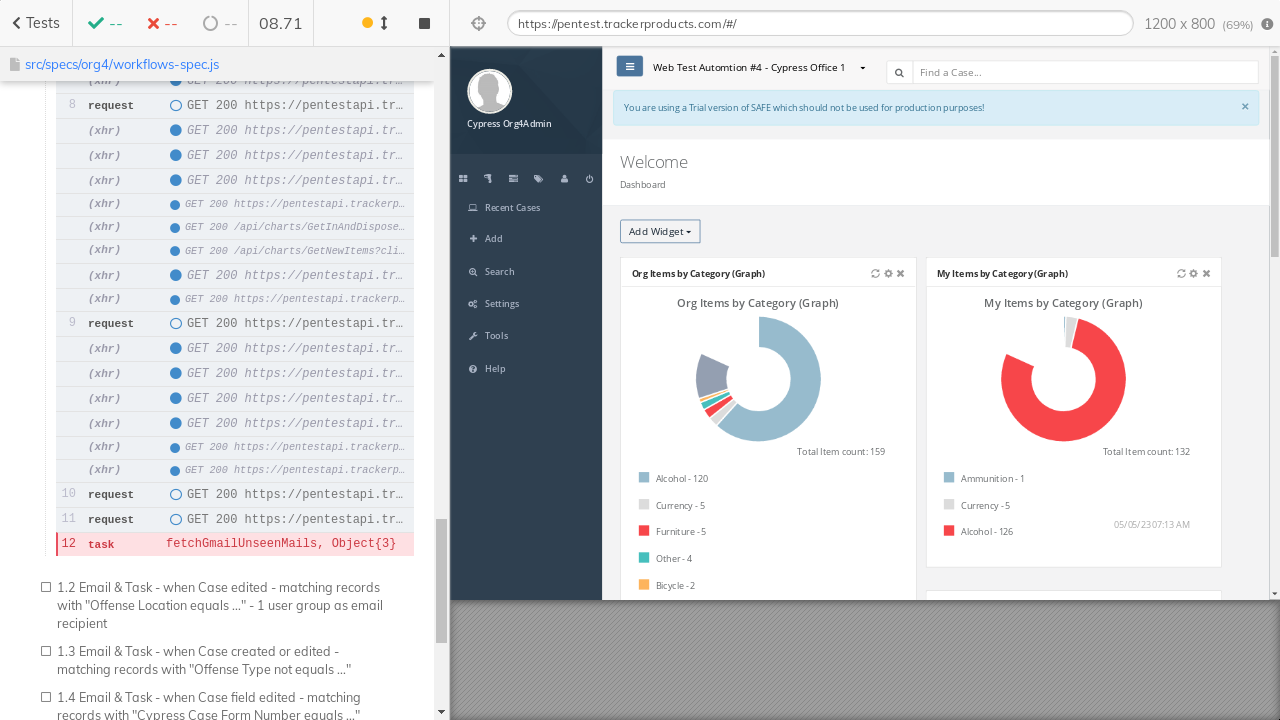 Tests
--
--
--
08.71
https://pentest.trackerproducts.com/#/
1200 x 800 (69%)
src/specs/org4/workflows-spec.js
8 request GET 200 https://pentestapi.tr…
(xhr) GET 200 https://pentestapi.tr…
(xhr) GET 200 https://pentestapi.tr…
(xhr) GET 200 https://pentestapi.tr…
(xhr) GET 200 https://pentestapi.trackerp…
(xhr) GET 200 /api/charts/GetInAndDispose…
(xhr) GET 200 /api/charts/GetNewItems?cli…
(xhr) GET 200 https://pentestapi.tr…
(xhr) GET 200 https://pentestapi.trackerp…
9 request GET 200 https://pentestapi.tr…
(xhr) GET 200 https://pentestapi.tr…
(xhr) GET 200 https://pentestapi.tr…
(xhr) GET 200 https://pentestapi.tr…
(xhr) GET 200 https://pentestapi.tr…
(xhr) GET 200 https://pentestapi.trackerp…
(xhr) GET 200 https://pentestapi.trackerp…
10 request GET 200 https://pentestapi.tr…
11 request GET 200 https://pentestapi.tr…
12 task fetchGmailUnseenMails, Object{3}
1.2 Email & Task - when Case edited - matching records
with "Offense Location equals ..." - 1 user group as email
recipient
1.3 Email & Task - when Case created or edited -
matching records with "Offense Type not equals ..."
1.4 Email & Task - when Case field edited - matching
records with "Cypress Case Form Number equals ..."
Cypress Org4Admin
Recent Cases
Add
Search
Settings
Tools
Help
Web Test Automtion #4 - Cypress Office 1
Find a Case...
You are using a Trial version of SAFE which should not be used for production purposes!
×
Welcome
Dashboard
Add Widget
Org Items by Category (Graph)
Org Items by Category (Graph)
Total Item count: 159
Alcohol - 120
Currency - 5
Furniture - 5
Other - 4
Bicycle - 2
My Items by Category (Graph)
My Items by Category (Graph)
Total Item count: 132
Ammunition - 1
Currency - 5
Alcohol - 126
05/05/23 07:13 AM